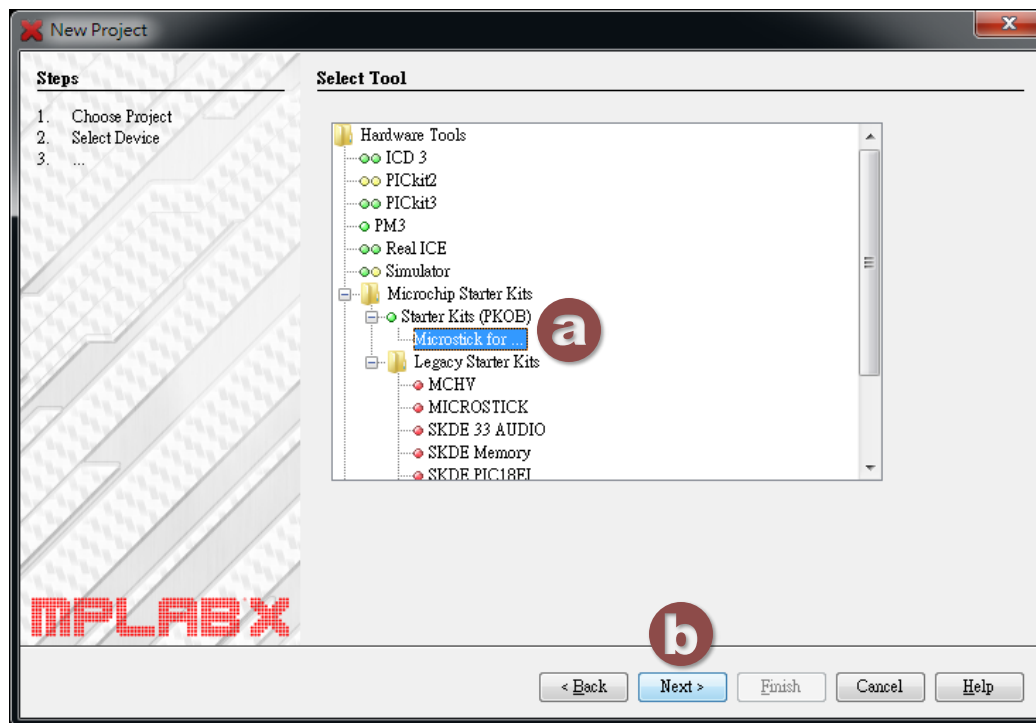 New Project
Steps
1. Choose Project
2. Select Device
3. ...
Select Tool
Hardware Tools
ICD 3
PICkit2
PICkit3
PM3
Real ICE
Simulator
Microchip Starter Kits
Starter Kits (PKOB)
a
Microstick for ...
Legacy Starter Kits
MCHV
MICROSTICK
SKDE 33 AUDIO
SKDE Memory
SKDE PIC18FJ
MPLAB X
b
< Back Next > Finish Cancel Help